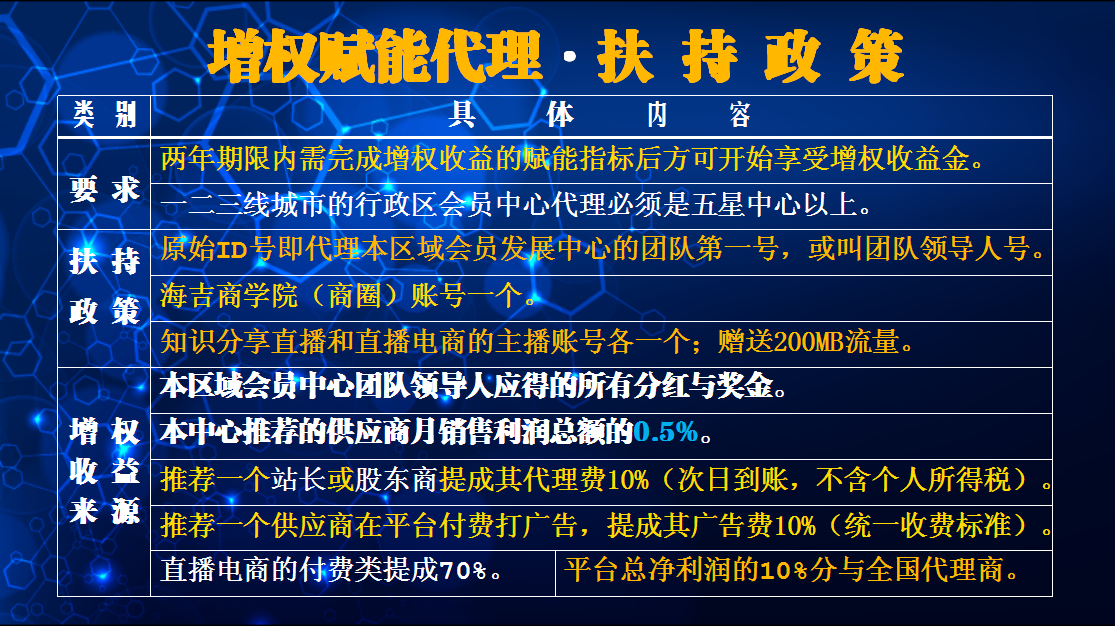 增权赋能代理·扶持政策
类别 具体内容
要求
两年期限内需完成增权收益的赋能指标后方可开始享受增权收益金。
一二三线城市的行政区会员中心代理必须是五星中心以上。
扶持
政策
原始ID号即代理本区域会员发展中心的团队第一号，或叫团队领导人号。
海吉商学院（商圈）账号一个。
知识分享直播和直播电商的主播账号各一个；赠送200MB流量。
增权
收益
来源
本区域会员中心团队领导人应得的所有分红与奖金。
本中心推荐的供应商月销售利润总额的0.5%。
推荐一个站长或股东商提成其代理费10%（次日到账，不含个人所得税）。
推荐一个供应商在平台付费打广告，提成其广告费10%（统一收费标准）。
直播电商的付费类提成70%。 平台总净利润的10%分与全国代理商。